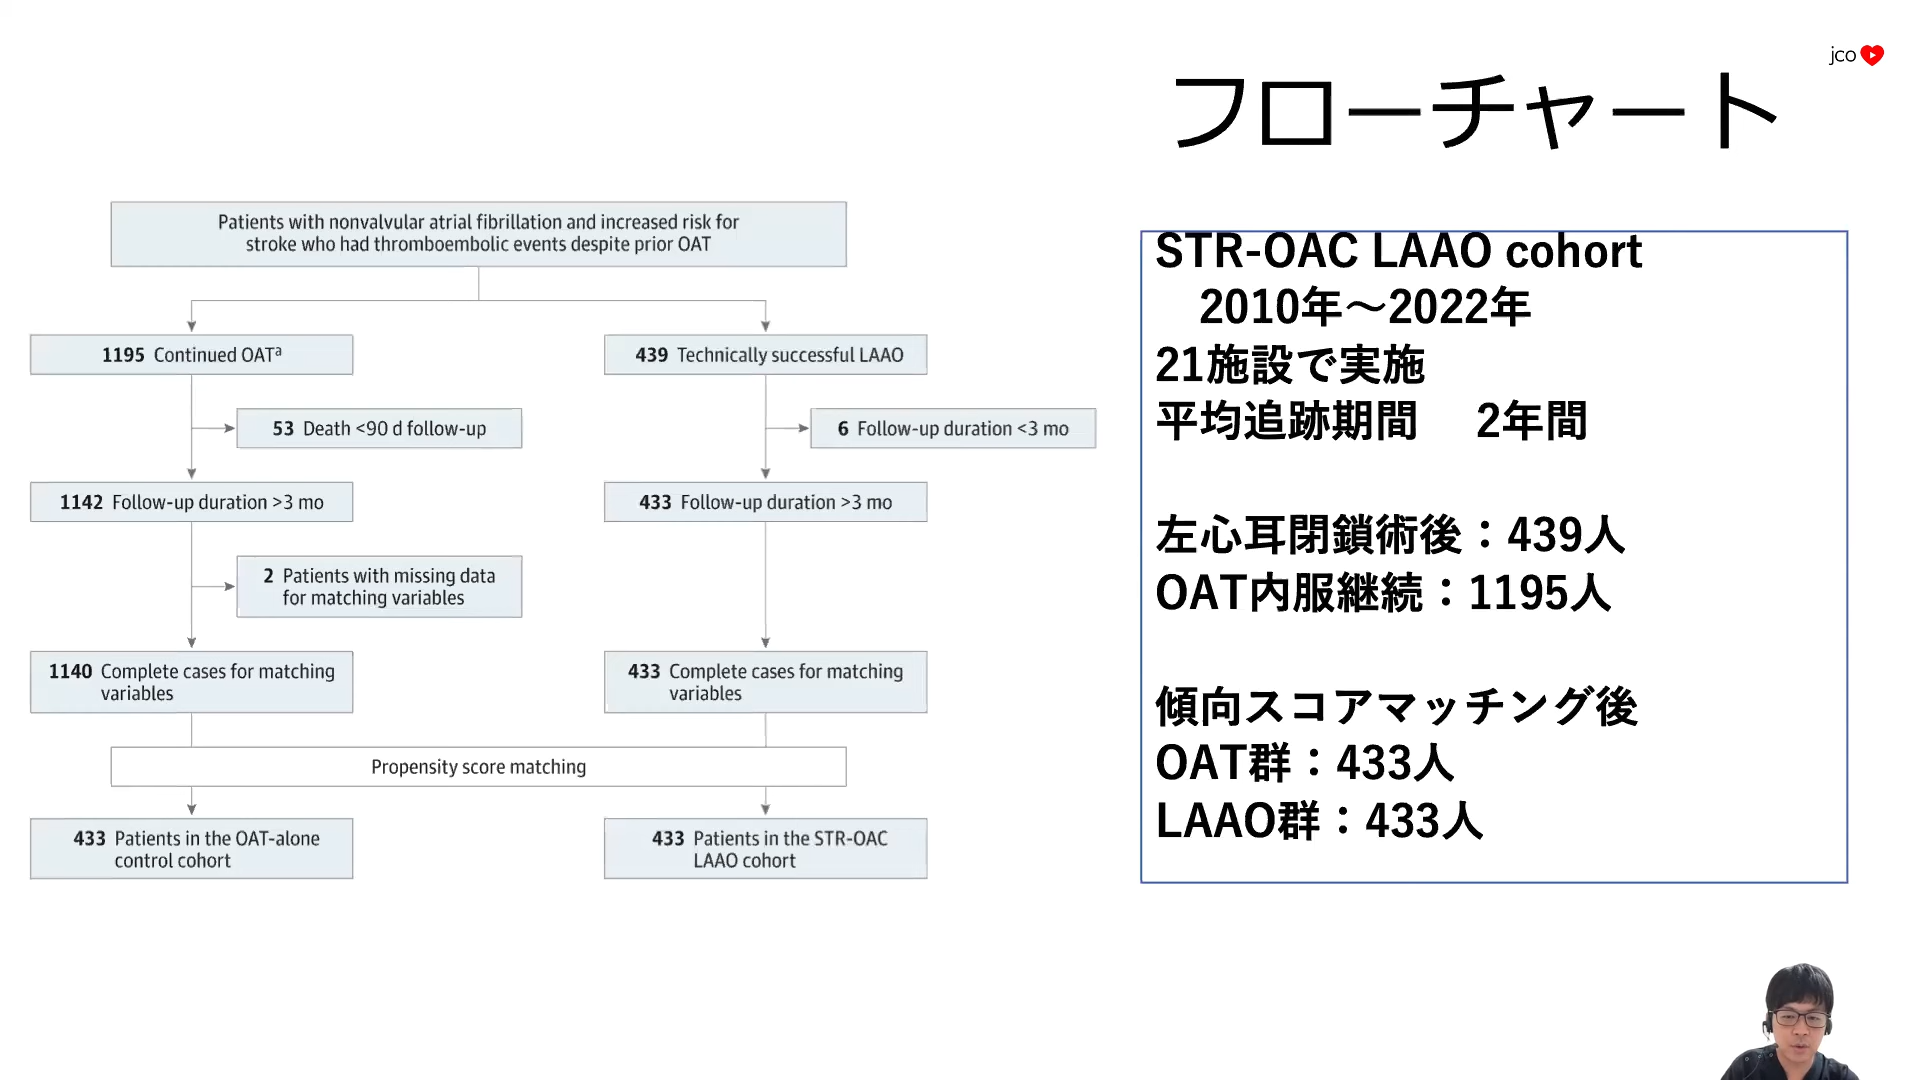 jco
フローチャート
Patients with nonvalvular atrial fibrillation and increased risk for
stroke who had thromboembolic events despite prior OAT
1195 Continued OATᵃ
439 Technically successful LAAO
53 Death <90 d follow-up
6 Follow-up duration <3 mo
1142 Follow-up duration >3 mo
433 Follow-up duration >3 mo
2 Patients with missing data
for matching variables
1140 Complete cases for matching
variables
433 Complete cases for matching
variables
Propensity score matching
433 Patients in the OAT-alone
control cohort
433 Patients in the STR-OAC
LAAO cohort
STR-OAC LAAO cohort
2010年～2022年
21施設で実施
平均追跡期間 2年間
左心耳閉鎖術後：439人
OAT内服継続：1195人
傾向スコアマッチング後
OAT群：433人
LAAO群：433人